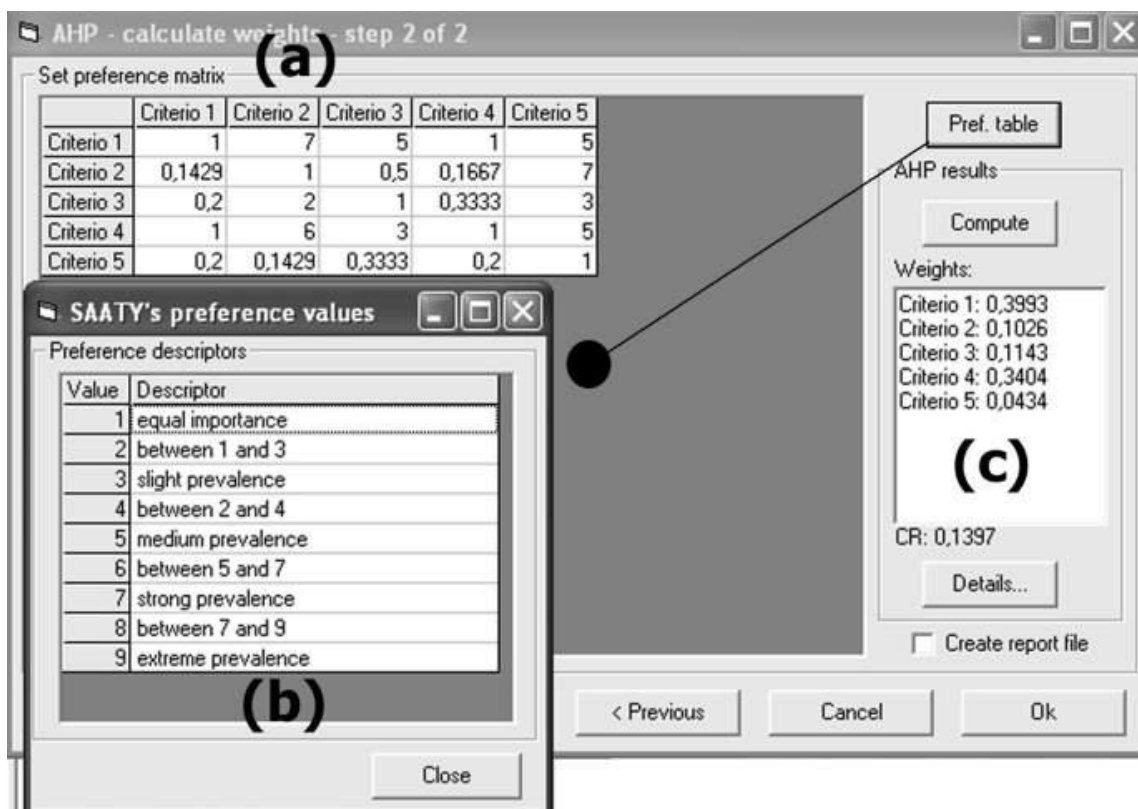 AHP - calculate weights - step 2 of 2
(a)
Set preference matrix
Criterio 1 Criterio 2 Criterio 3 Criterio 4 Criterio 5
Criterio 1 1 7 5 1 5
Criterio 2 0,1429 1 0,5 0,1667 7
Criterio 3 0,2 2 1 0,3333 3
Criterio 4 1 6 3 1 5
Criterio 5 0,2 0,1429 0,3333 0,2 1
Pref. table
AHP results
Compute
Weights:
Criterio 1: 0,3993
Criterio 2: 0,1026
Criterio 3: 0,1143
Criterio 4: 0,3404
Criterio 5: 0,0434
(c)
CR: 0,1397
Details...
Create report file
SAATY's preference values
Preference descriptors
Value Descriptor
1 equal importance
2 between 1 and 3
3 slight prevalence
4 between 2 and 4
5 medium prevalence
6 between 5 and 7
7 strong prevalence
8 between 7 and 9
9 extreme prevalence
(b)
Close
< Previous Cancel Ok